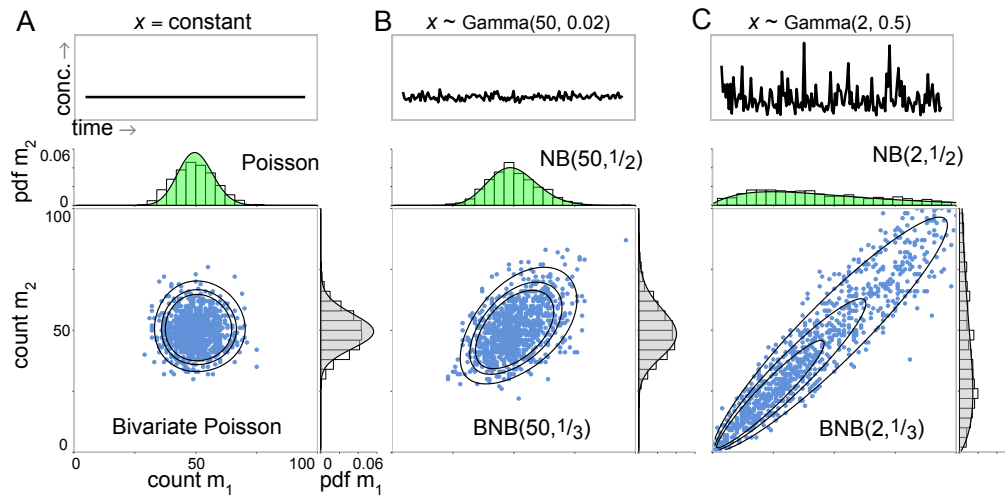 A
x = constant
B
x ~ Gamma(50, 0.02)
C
x ~ Gamma(2, 0.5)
conc. →
time →
pdf m₂
0.06
0
Poisson
NB(50,1/2)
NB(2,1/2)
count m₂
100
50
0
Bivariate Poisson
BNB(50,1/3)
BNB(2,1/3)
0 50 100
count m₁
0 0.06
pdf m₁